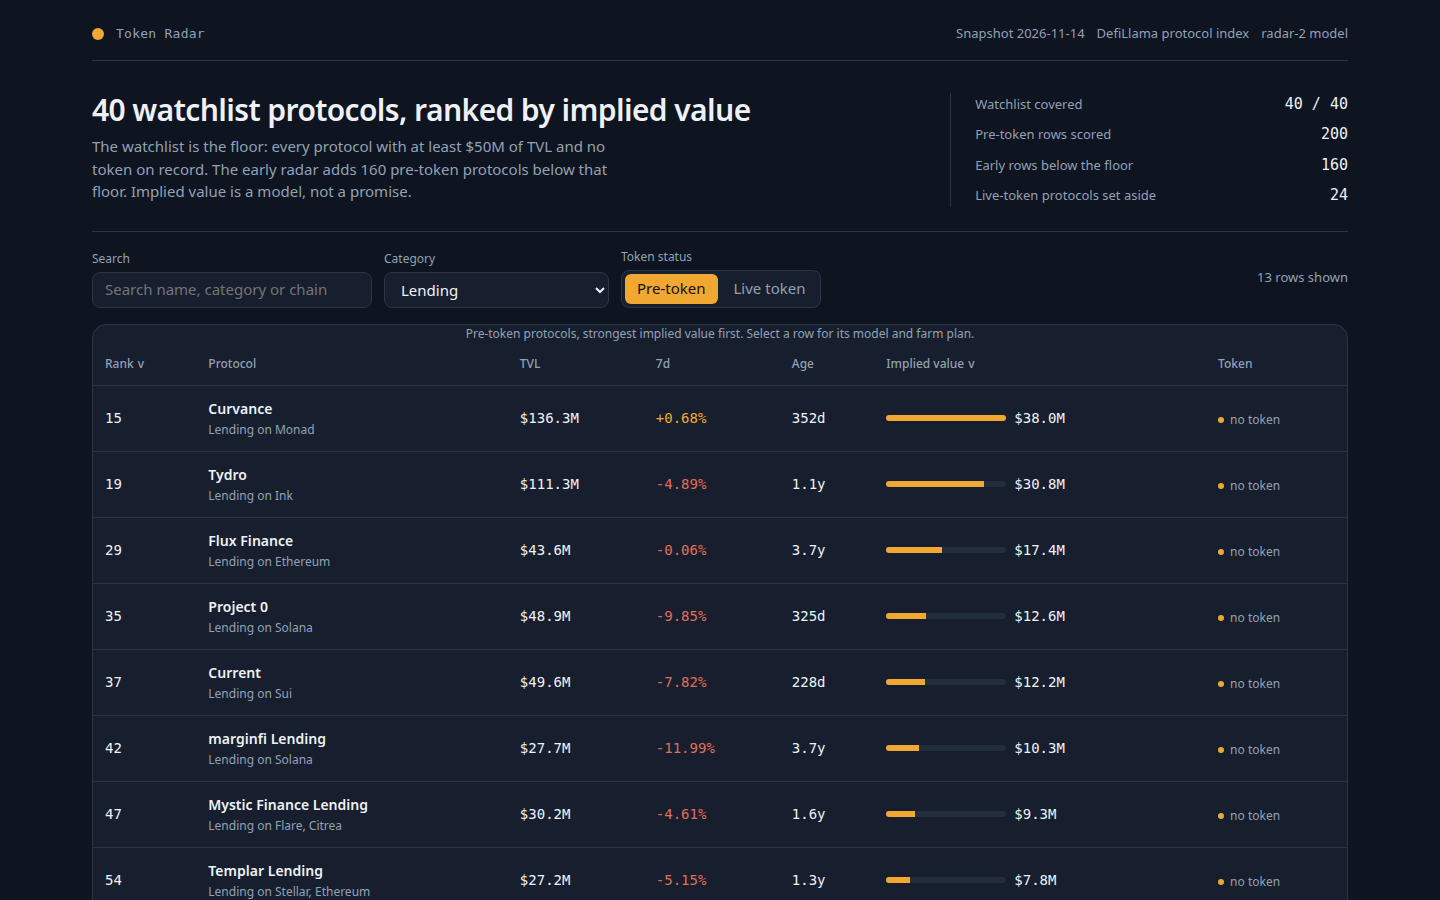 Token Radar
Snapshot 2026-11-14 DefiLlama protocol index radar-2 model
40 watchlist protocols, ranked by implied value
The watchlist is the floor: every protocol with at least $50M of TVL and no
token on record. The early radar adds 160 pre-token protocols below that
floor. Implied value is a model, not a promise.
Watchlist covered 40 / 40
Pre-token rows scored 200
Early rows below the floor 160
Live-token protocols set aside 24
Search
Category
Token status
Search name, category or chain
Lending
Pre-token
Live token
13 rows shown
Pre-token protocols, strongest implied value first. Select a row for its model and farm plan.
Rank v Protocol TVL 7d Age Implied value v Token
15 Curvance $136.3M +0.68% 352d $38.0M no token
Lending on Monad
19 Tydro $111.3M -4.89% 1.1y $30.8M no token
Lending on Ink
29 Flux Finance $43.6M -0.06% 3.7y $17.4M no token
Lending on Ethereum
35 Project 0 $48.9M -9.85% 325d $12.6M no token
Lending on Solana
37 Current $49.6M -7.82% 228d $12.2M no token
Lending on Sui
42 marginfi Lending $27.7M -11.99% 3.7y $10.3M no token
Lending on Solana
47 Mystic Finance Lending $30.2M -4.61% 1.6y $9.3M no token
Lending on Flare, Citrea
54 Templar Lending $27.2M -5.15% 1.3y $7.8M no token
Lending on Stellar, Ethereum